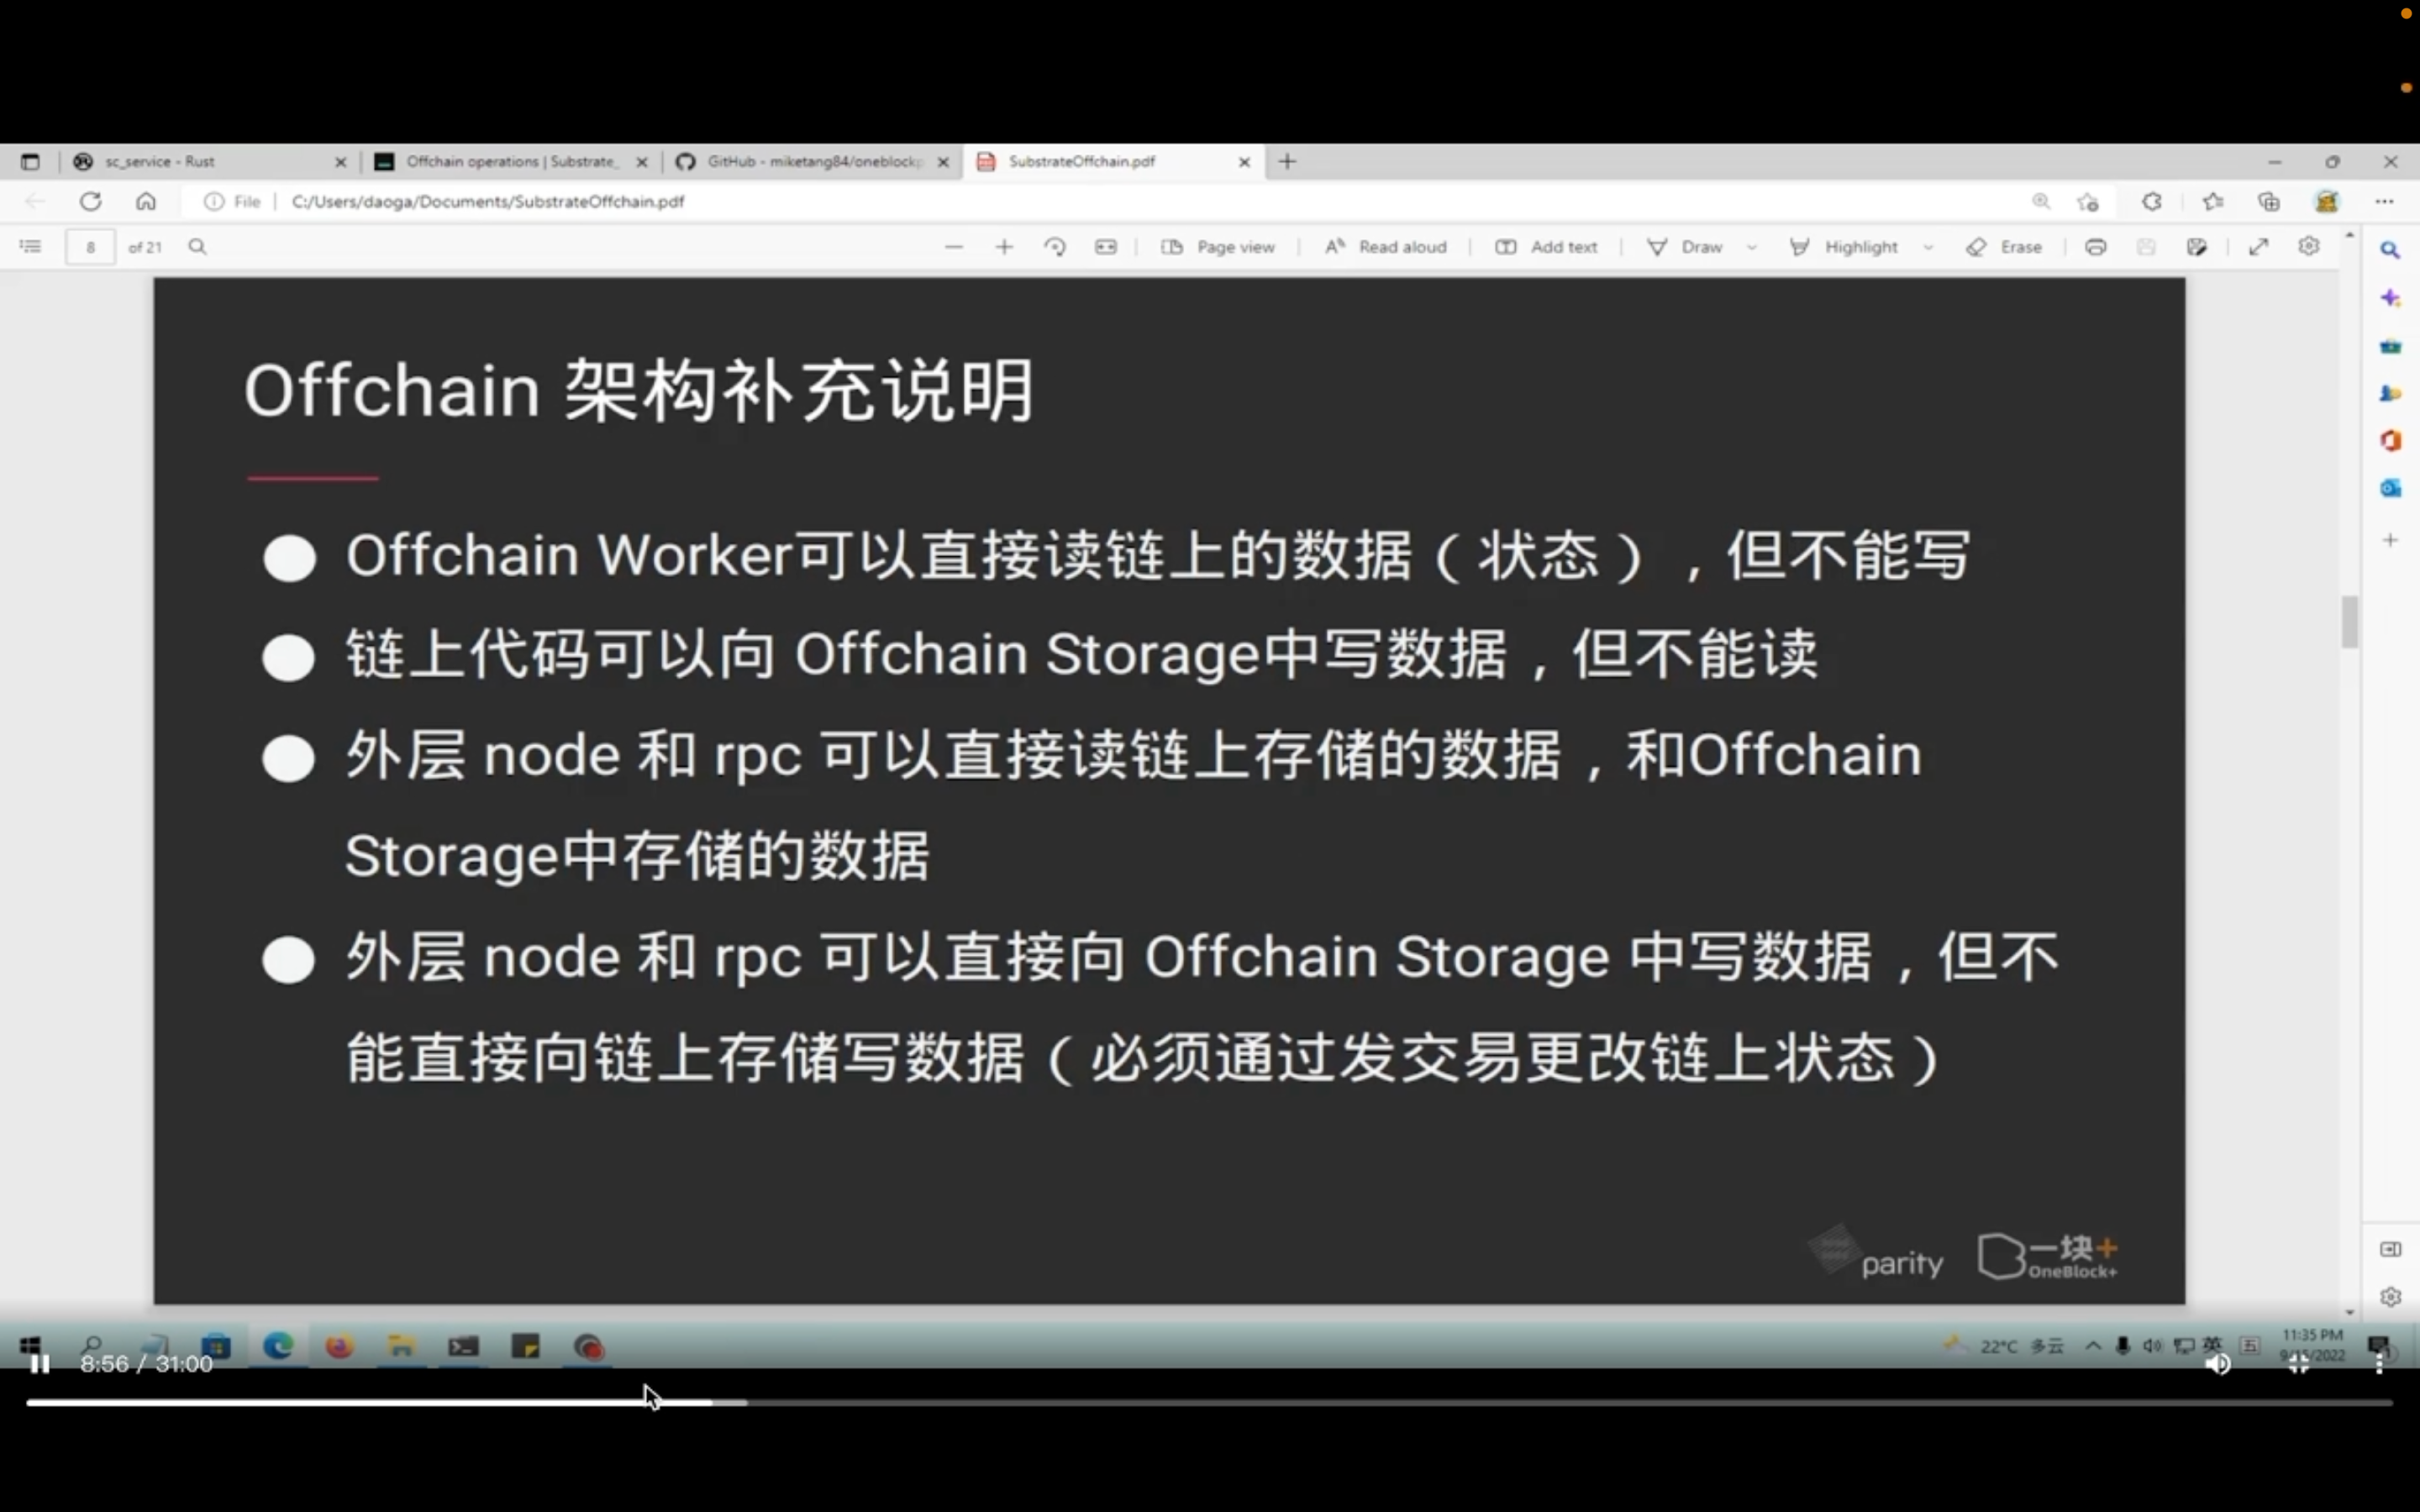 sc_service - Rust
Offchain operations | Substrate_
GitHub - miketang84/oneblockp
SubstrateOffchain.pdf
File
C:/Users/daoga/Documents/SubstrateOffchain.pdf
8 of 21
Page view
Read aloud
Add text
Draw
Highlight
Erase
Offchain 架构补充说明
Offchain Worker可以直接读链上的数据（状态），但不能写
链上代码可以向 Offchain Storage中写数据，但不能读
外层 node 和 rpc 可以直接读链上存储的数据，和Offchain
Storage中存储的数据
外层 node 和 rpc 可以直接向 Offchain Storage 中写数据，但不
能直接向链上存储写数据（必须通过发交易更改链上状态）
parity
一块+
OneBlock+
22°C 多云
英
五
11:35 PM
9/15/2022
8:56 / 31:00